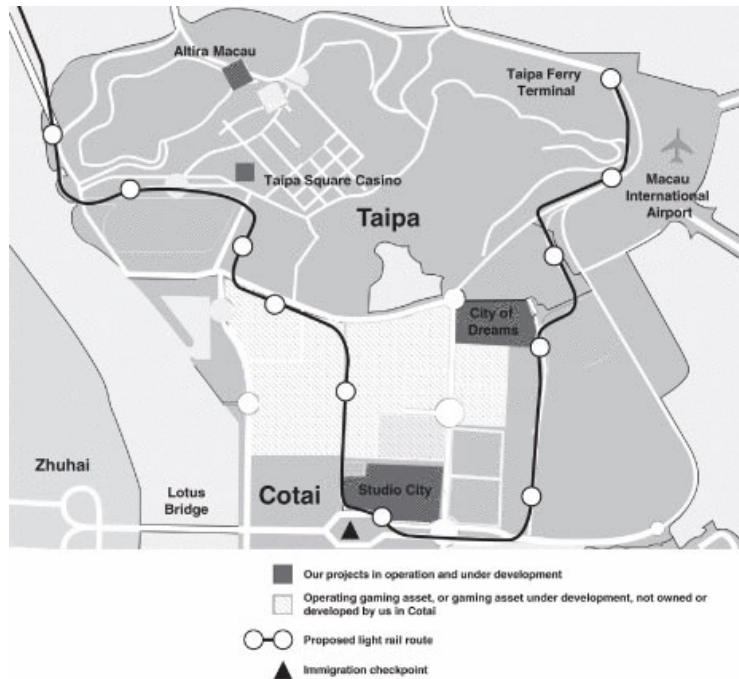 Altira Macau
Taipa Ferry
Terminal
Taipa Square Casino
Macau
International
Airport
Taipa
City of
Dreams
Zhuhai
Lotus
Bridge
Cotai
Studio City
Our projects in operation and under development
Operating gaming asset, or gaming asset under development, not owned or
developed by us in Cotai
Proposed light rail route
Immigration checkpoint